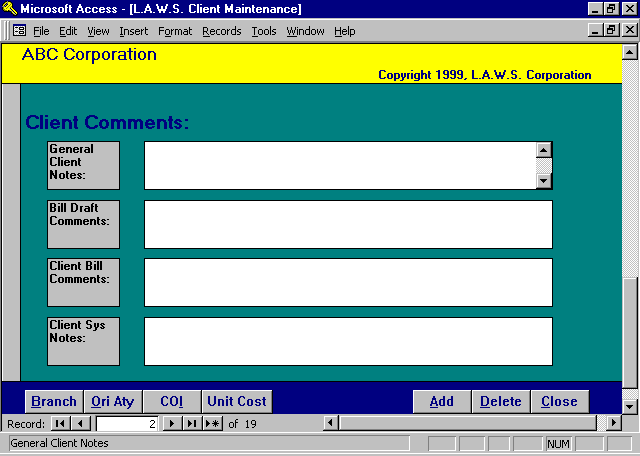 Microsoft Access - [L.A.W.S. Client Maintenance]
File Edit View Insert Format Records Tools Window Help
ABC Corporation
Copyright 1999, L.A.W.S. Corporation
Client Comments:
General
Client
Notes:
Bill Draft
Comments:
Client Bill
Comments:
Client Sys
Notes:
Branch Ori Aty COI Unit Cost Add Delete Close
Record: 2 of 19
General Client Notes NUM